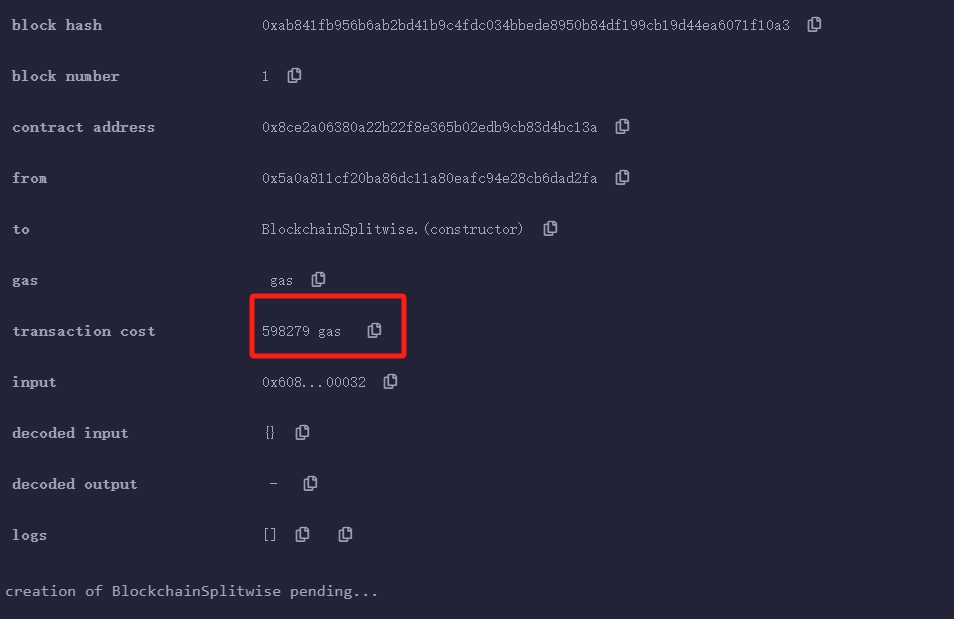 block hash 0xab841fb956b6ab2bd41b9c4fdc034bbede8950b84df199cb19d44ea6071f10a3
block number 1
contract address 0x8ce2a06380a22b22f8e365b02edb9cb83d4bc13a
from 0x5a0a811cf20ba86dc11a80eafc94e28cb6dad2fa
to BlockchainSplitwise.(constructor)
gas gas
transaction cost 598279 gas
input 0x608...00032
decoded input {}
decoded output -
logs []
creation of BlockchainSplitwise pending...